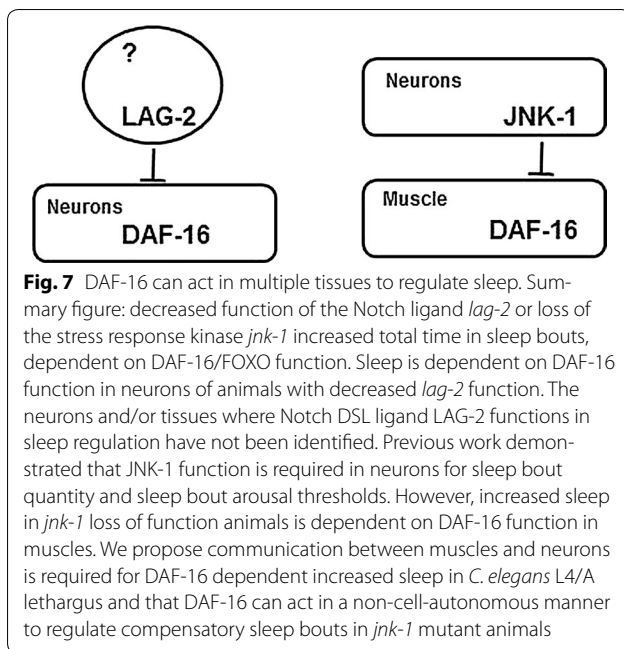 ?
LAG-2
Neurons
DAF-16
Neurons
JNK-1
Muscle
DAF-16
Fig. 7 DAF-16 can act in multiple tissues to regulate sleep. Sum-
mary figure: decreased function of the Notch ligand lag-2 or loss of
the stress response kinase jnk-1 increased total time in sleep bouts,
dependent on DAF-16/FOXO function. Sleep is dependent on DAF-16
function in neurons of animals with decreased lag-2 function. The
neurons and/or tissues where Notch DSL ligand LAG-2 functions in
sleep regulation have not been identified. Previous work demon-
strated that JNK-1 function is required in neurons for sleep bout
quantity and sleep bout arousal thresholds. However, increased sleep
in jnk-1 loss of function animals is dependent on DAF-16 function in
muscles. We propose communication between muscles and neurons
is required for DAF-16 dependent increased sleep in C. elegans L4/A
lethargus and that DAF-16 can act in a non-cell-autonomous manner
to regulate compensatory sleep bouts in jnk-1 mutant animals